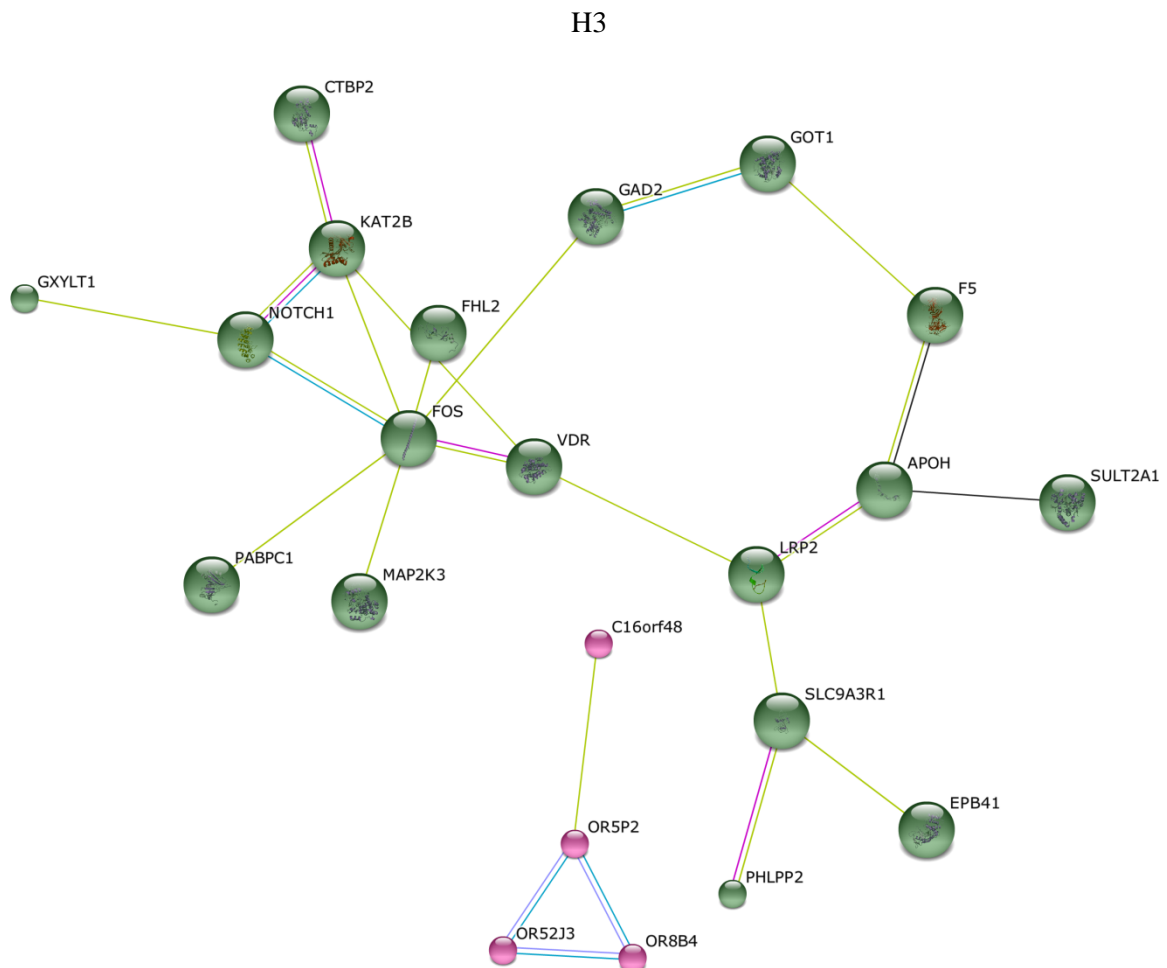 H3
CTBP2
GOT1
GAD2
KAT2B
GXYLT1
FHL2
F5
NOTCH1
FOS
VDR
APOH
SULT2A1
LRP2
PABPC1
MAP2K3
C16orf48
SLC9A3R1
EPB41
OR5P2
PHLPP2
OR52J3
OR8B4